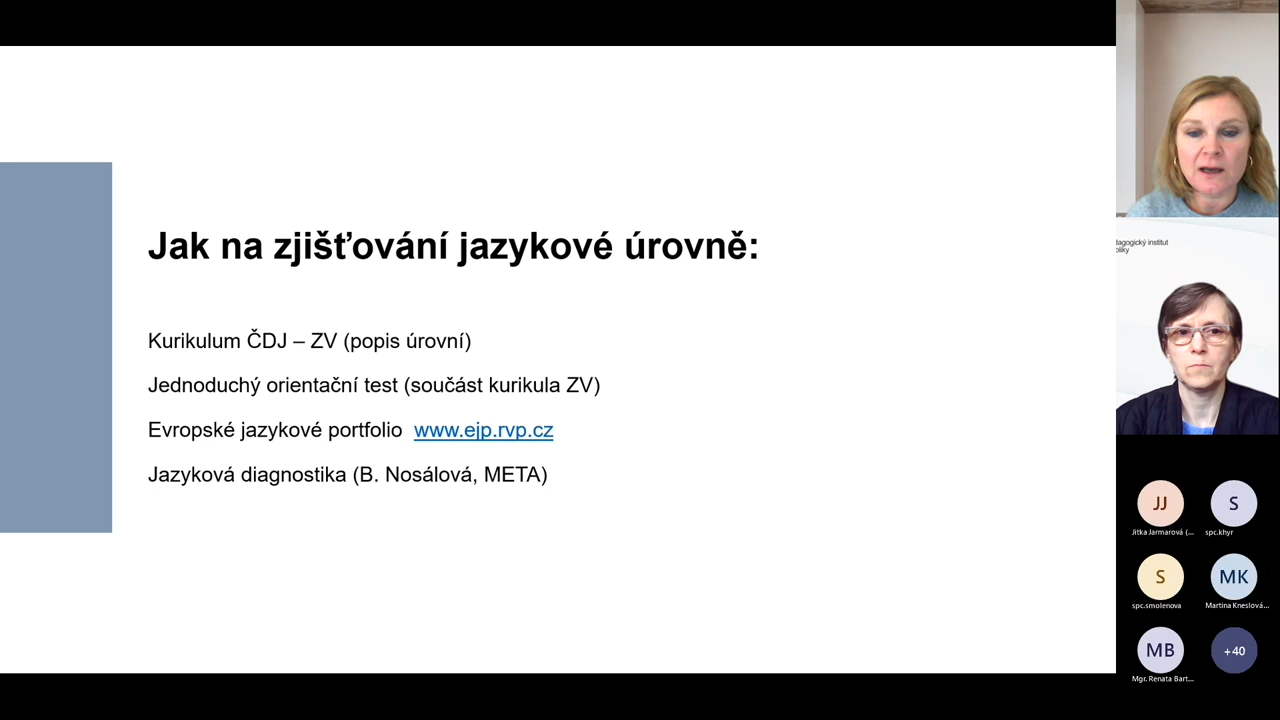 Jak na zjišťování jazykové úrovně:
Kurikulum ČDJ – ZV (popis úrovní)
Jednoduchý orientační test (součást kurikula ZV)
Evropské jazykové portfolio www.ejp.rvp.cz
Jazyková diagnostika (B. Nosálová, META)
dagogický institut
JJ
S
Jitka Jarmarová (...
spc.khyr
S
MK
spc.smolenova
Martina Kneslová...
MB
+40
Mgr. Renata Bart...